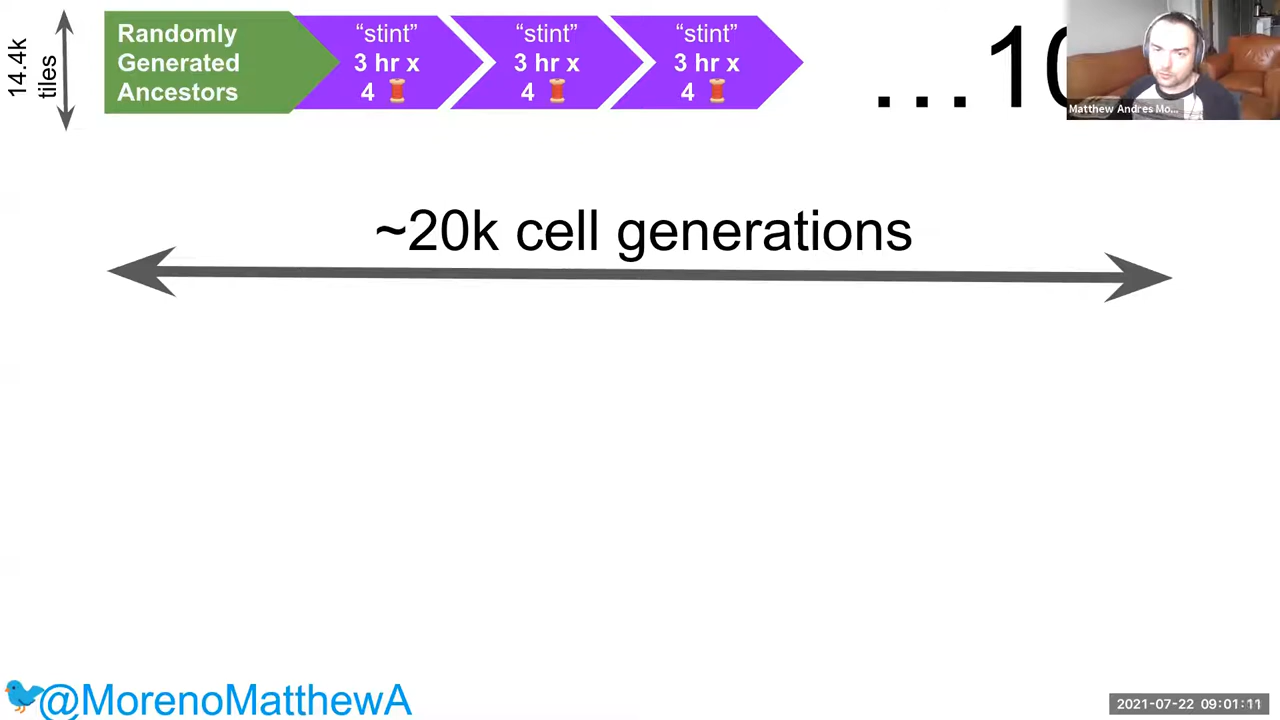 14.4k
tiles
Randomly
Generated
Ancestors
“stint”
3 hr x
4
“stint”
3 hr x
4
“stint”
3 hr x
4
…10
Matthew Andres Mo...
~20k cell generations
@MorenoMatthewA
2021-07-22 09:01:11